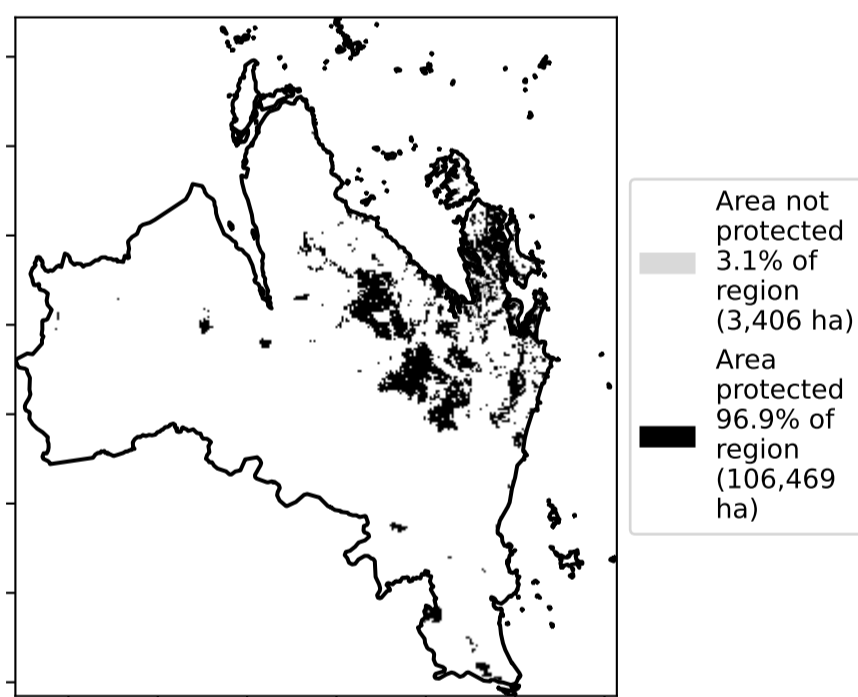 Area not
protected
3.1% of
region
(3,406 ha)
Area
protected
96.9% of
region
(106,469
ha)